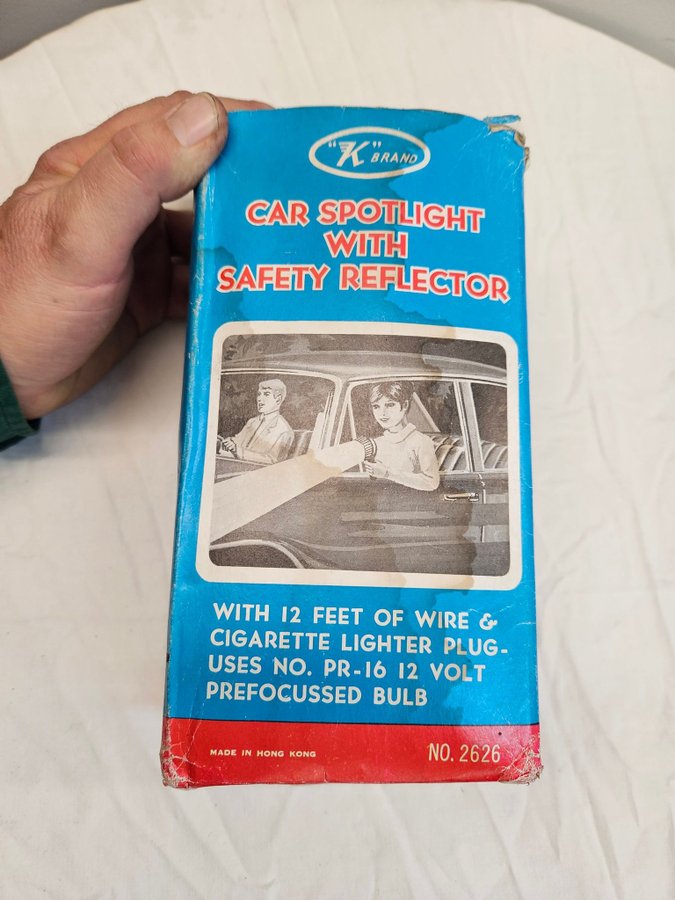 "K" BRAND
CAR SPOTLIGHT
WITH
SAFETY REFLECTOR
WITH 12 FEET OF WIRE &
CIGARETTE LIGHTER PLUG-
USES NO. PR-16 12 VOLT
PREFOCUSSED BULB
MADE IN HONG KONG
NO. 2626